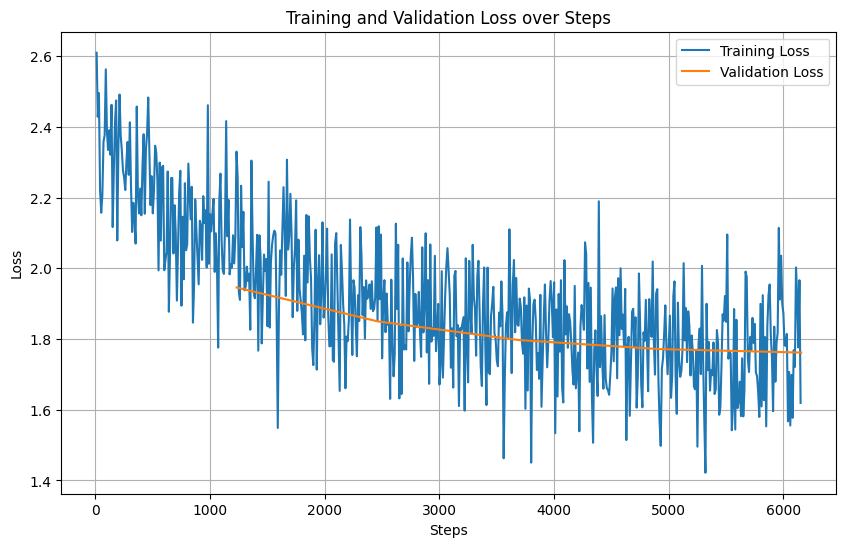 Training and Validation Loss over Steps
Training Loss
Validation Loss
Loss
2.6
2.4
2.2
2.0
1.8
1.6
1.4
0 1000 2000 3000 4000 5000 6000
Steps